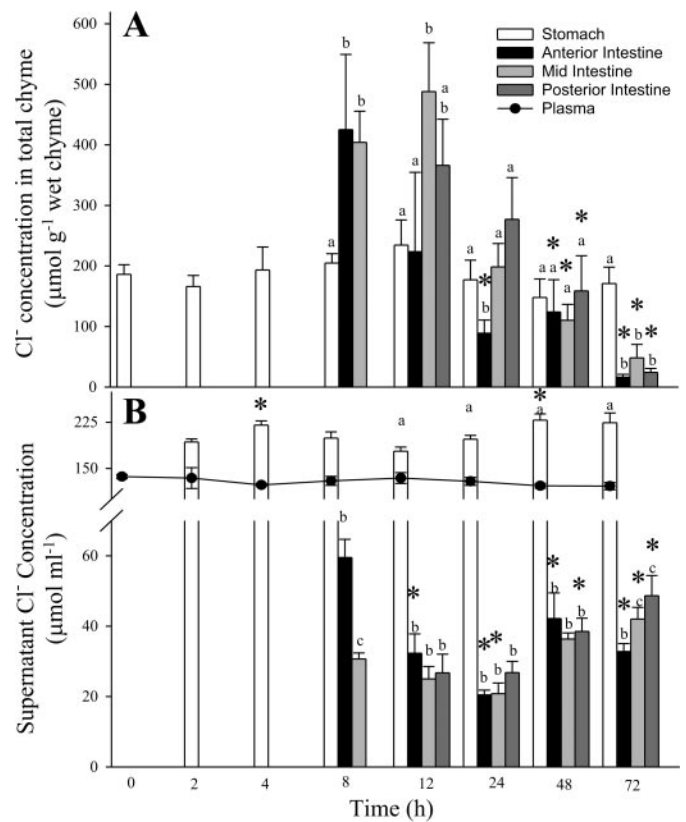 A
Stomach
Anterior Intestine
Mid Intestine
Posterior Intestine
Plasma
Cl⁻ concentration in total chyme
(μmol g⁻¹ wet chyme)
600
500
400
300
200
100
0
b
b
a
a
a
b
a
b
a
*
b
a
a
a
*
a
*
a
*
a
a
*
b
*
b
*
b
B
Supernatant Cl⁻ Concentration
(μmol ml⁻¹)
225
150
60
40
20
0
*
a
a
*
a
a
b
c
*
b
b
b
*
b
*
b
b
*
b
b
*
b
*
b
*
c
*
c
0 2 4 8 12 24 48 72
Time (h)